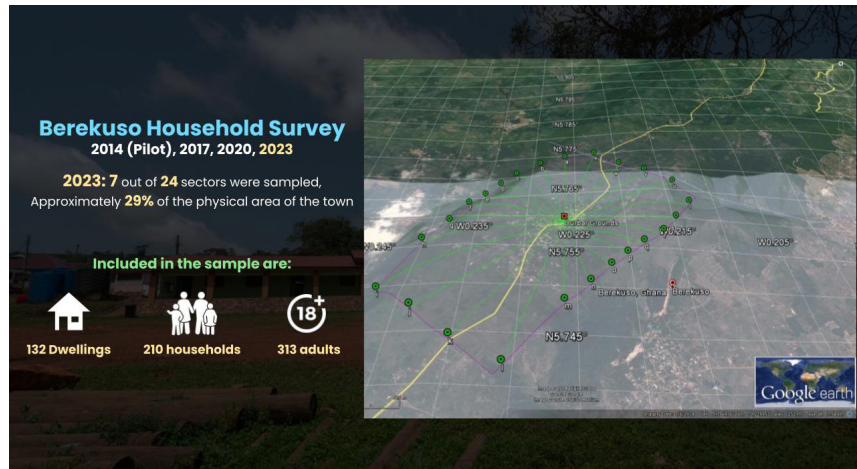 Berekuso Household Survey
2014 (Pilot), 2017, 2020, 2023
2023: 7 out of 24 sectors were sampled,
Approximately 29% of the physical area of the town
Included in the sample are:
18+
132 Dwellings
210 households
313 adults
N5.785°
N5.775
N5.765°
W0.245°
W0.235°
W0.225°
W0.215°
W0.205°
N5.755°
Berekuso, Ghana
Berekuso
m
N5.745°
Google earth